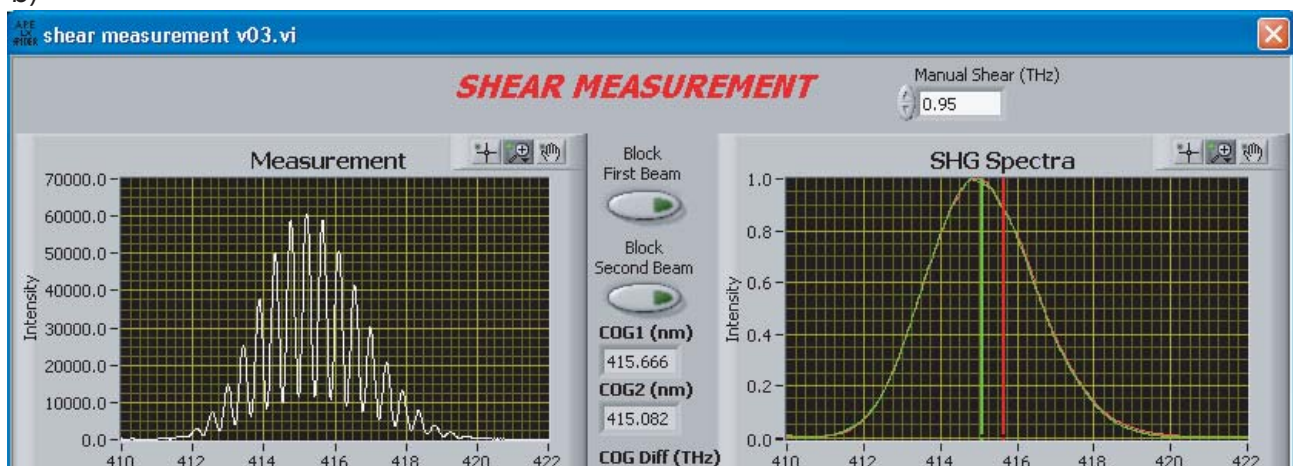 b)
APE
LX
SPIDER
shear measurement v03.vi
SHEAR MEASUREMENT
Manual Shear (THz)
0.95
Measurement
70000.0
60000.0
50000.0
40000.0
30000.0
20000.0
10000.0
0.0
Intensity
410 412 414 416 418 420 422
Block
First Beam
Block
Second Beam
COG1 (nm)
415.666
COG2 (nm)
415.082
COG Diff (THz)
SHG Spectra
1.0
0.8
0.6
0.4
0.2
0.0
Intensity
410 412 414 416 418 420 422